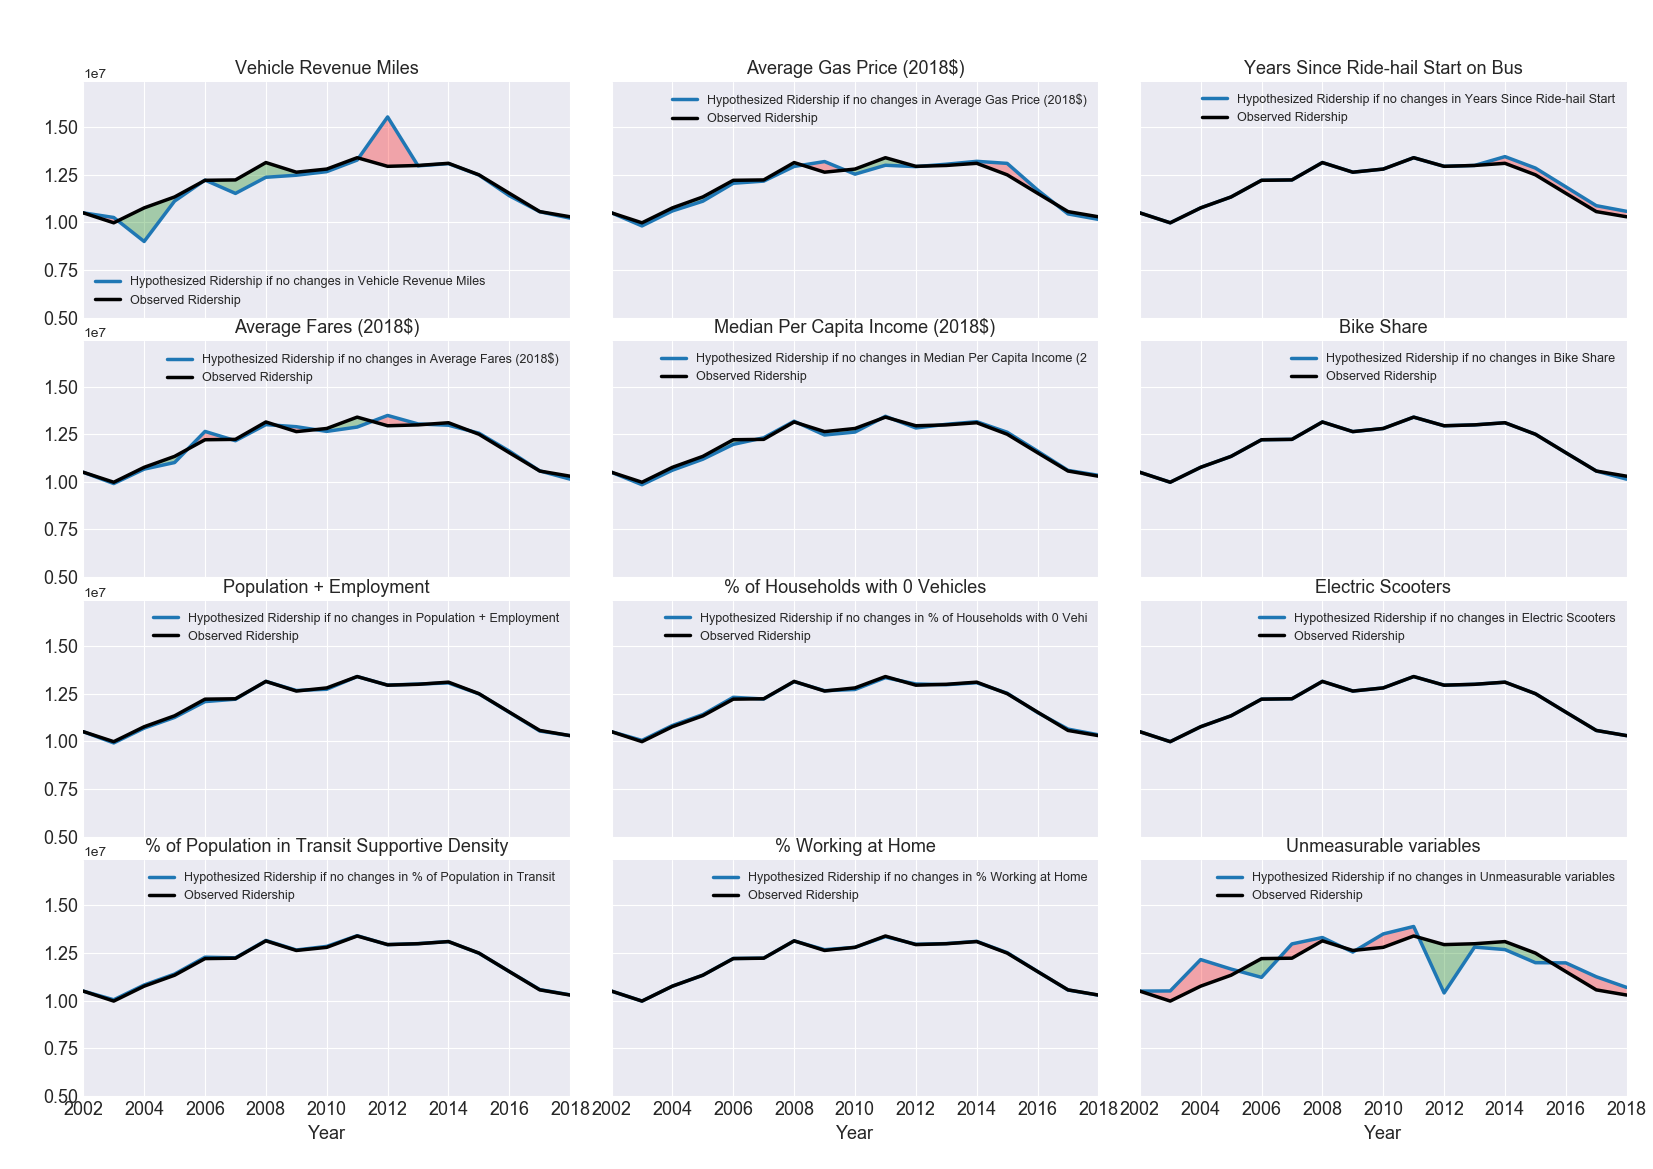 Vehicle Revenue Miles
Average Gas Price (2018$)
Years Since Ride-hail Start on Bus
1e7
Hypothesized Ridership if no changes in Average Gas Price (2018$)
Observed Ridership
Hypothesized Ridership if no changes in Years Since Ride-hail Start
Observed Ridership
1.50
1.25
1.00
0.75
0.50
Hypothesized Ridership if no changes in Vehicle Revenue Miles
Observed Ridership
Average Fares (2018$)
Median Per Capita Income (2018$)
Bike Share
1e7
Hypothesized Ridership if no changes in Average Fares (2018$)
Observed Ridership
Hypothesized Ridership if no changes in Median Per Capita Income (2
Observed Ridership
Hypothesized Ridership if no changes in Bike Share
Observed Ridership
1.50
1.25
1.00
0.75
0.50
Population + Employment
% of Households with 0 Vehicles
Electric Scooters
1e7
Hypothesized Ridership if no changes in Population + Employment
Observed Ridership
Hypothesized Ridership if no changes in % of Households with 0 Vehi
Observed Ridership
Hypothesized Ridership if no changes in Electric Scooters
Observed Ridership
1.50
1.25
1.00
0.75
0.50
% of Population in Transit Supportive Density
% Working at Home
Unmeasurable variables
1e7
Hypothesized Ridership if no changes in % of Population in Transit
Observed Ridership
Hypothesized Ridership if no changes in % Working at Home
Observed Ridership
Hypothesized Ridership if no changes in Unmeasurable variables
Observed Ridership
1.50
1.25
1.00
0.75
0.50
2002 2004 2006 2008 2010 2012 2014 2016 2018
2002 2004 2006 2008 2010 2012 2014 2016 2018
2002 2004 2006 2008 2010 2012 2014 2016 2018
Year
Year
Year